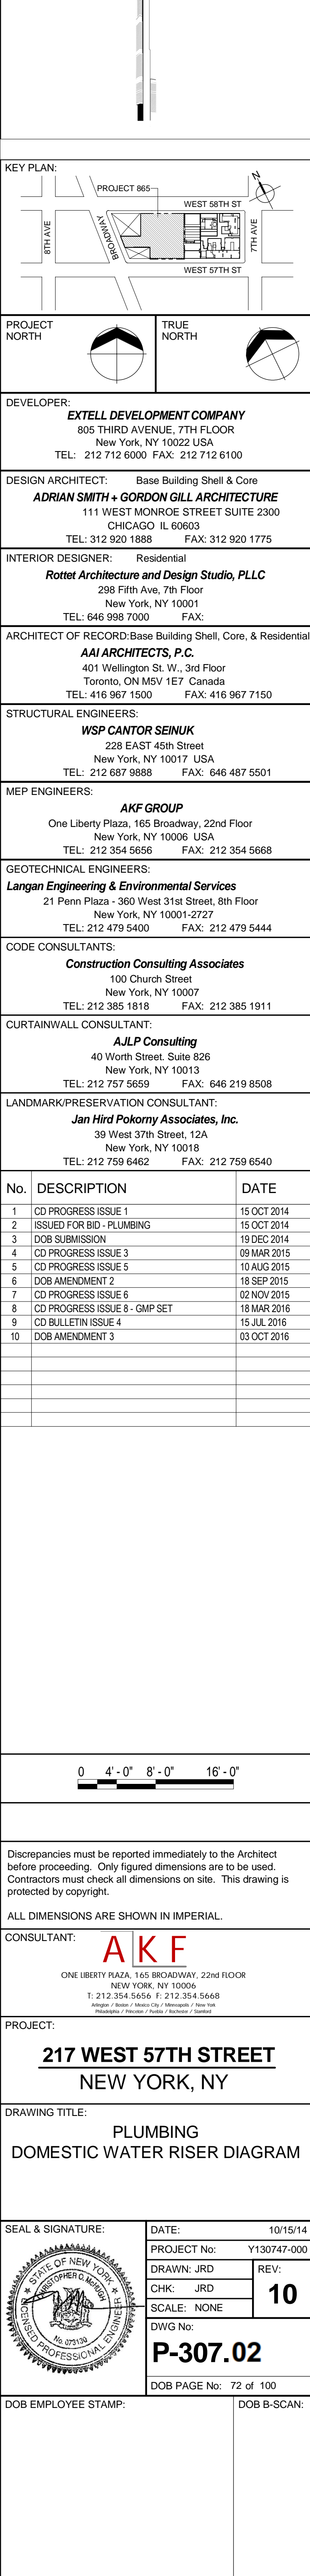 KEY PLAN:
PROJECT 865
N
WEST 58TH ST
8TH AVE
BROADWAY
7TH AVE
WEST 57TH ST
PROJECT
NORTH
TRUE
NORTH
DEVELOPER:
EXTELL DEVELOPMENT COMPANY
805 THIRD AVENUE, 7TH FLOOR
New York, NY 10022 USA
TEL: 212 712 6000 FAX: 212 712 6100
DESIGN ARCHITECT: Base Building Shell & Core
ADRIAN SMITH + GORDON GILL ARCHITECTURE
111 WEST MONROE STREET SUITE 2300
CHICAGO IL 60603
TEL: 312 920 1888 FAX: 312 920 1775
INTERIOR DESIGNER: Residential
Rottet Architecture and Design Studio, PLLC
298 Fifth Ave, 7th Floor
New York, NY 10001
TEL: 646 998 7000 FAX:
ARCHITECT OF RECORD:Base Building Shell, Core, & Residential
AAI ARCHITECTS, P.C.
401 Wellington St. W., 3rd Floor
Toronto, ON M5V 1E7 Canada
TEL: 416 967 1500 FAX: 416 967 7150
STRUCTURAL ENGINEERS:
WSP CANTOR SEINUK
228 EAST 45th Street
New York, NY 10017 USA
TEL: 212 687 9888 FAX: 646 487 5501
MEP ENGINEERS:
AKF GROUP
One Liberty Plaza, 165 Broadway, 22nd Floor
New York, NY 10006 USA
TEL: 212 354 5656 FAX: 212 354 5668
GEOTECHNICAL ENGINEERS:
Langan Engineering & Environmental Services
21 Penn Plaza - 360 West 31st Street, 8th Floor
New York, NY 10001-2727
TEL: 212 479 5400 FAX: 212 479 5444
CODE CONSULTANTS:
Construction Consulting Associates
100 Church Street
New York, NY 10007
TEL: 212 385 1818 FAX: 212 385 1911
CURTAINWALL CONSULTANT:
AJLP Consulting
40 Worth Street. Suite 826
New York, NY 10013
TEL: 212 757 5659 FAX: 646 219 8508
LANDMARK/PRESERVATION CONSULTANT:
Jan Hird Pokorny Associates, Inc.
39 West 37th Street, 12A
New York, NY 10018
TEL: 212 759 6462 FAX: 212 759 6540
No. DESCRIPTION DATE
1 CD PROGRESS ISSUE 1 15 OCT 2014
2 ISSUED FOR BID - PLUMBING 15 OCT 2014
3 DOB SUBMISSION 19 DEC 2014
4 CD PROGRESS ISSUE 3 09 MAR 2015
5 CD PROGRESS ISSUE 5 10 AUG 2015
6 DOB AMENDMENT 2 18 SEP 2015
7 CD PROGRESS ISSUE 6 02 NOV 2015
8 CD PROGRESS ISSUE 8 - GMP SET 18 MAR 2016
9 CD BULLETIN ISSUE 4 15 JUL 2016
10 DOB AMENDMENT 3 03 OCT 2016
0 4' - 0" 8' - 0" 16' - 0"
Discrepancies must be reported immediately to the Architect
before proceeding. Only figured dimensions are to be used.
Contractors must check all dimensions on site. This drawing is
protected by copyright.
ALL DIMENSIONS ARE SHOWN IN IMPERIAL.
CONSULTANT:
AKF
ONE LIBERTY PLAZA, 165 BROADWAY, 22nd FLOOR
NEW YORK, NY 10006
T: 212.354.5656 F: 212.354.5668
Arlington / Boston / Mexico City / Minneapolis / New York
Philadelphia / Princeton / Puebla / Rochester / Stamford
PROJECT:
217 WEST 57TH STREET
NEW YORK, NY
DRAWING TITLE:
PLUMBING
DOMESTIC WATER RISER DIAGRAM
SEAL & SIGNATURE:
STATE OF NEW YORK
CHRISTOPHER O. McHUGH
No. 073130
LICENSED PROFESSIONAL ENGINEER
DATE: 10/15/14
PROJECT No: Y130747-000
DRAWN: JRD
CHK: JRD
SCALE: NONE
REV:
10
DWG No:
P-307.02
DOB PAGE No: 72 of 100
DOB EMPLOYEE STAMP:
DOB B-SCAN: